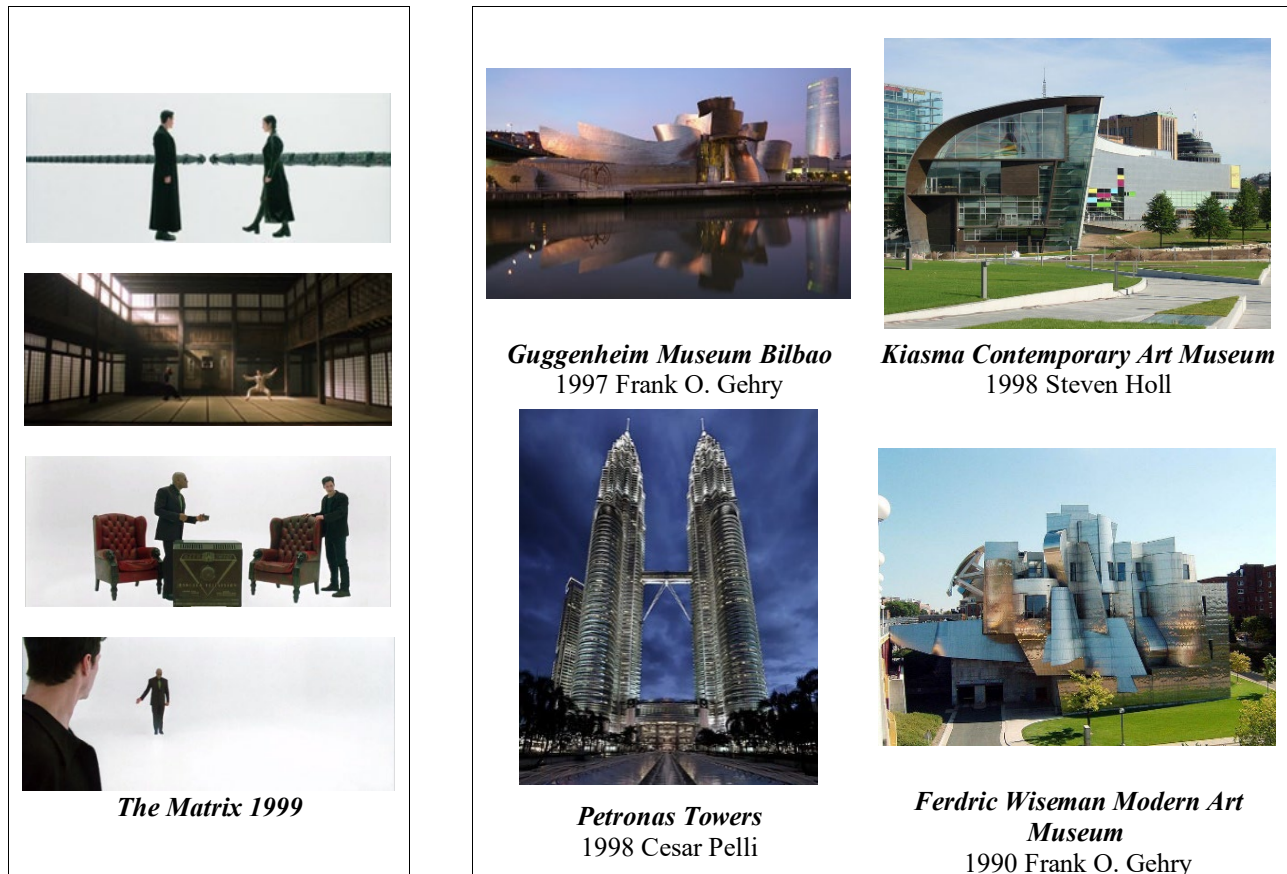 The Matrix 1999
Guggenheim Museum Bilbao
1997 Frank O. Gehry
Kiasma Contemporary Art Museum
1998 Steven Holl
Petronas Towers
1998 Cesar Pelli
Ferdric Wiseman Modern Art
Museum
1990 Frank O. Gehry